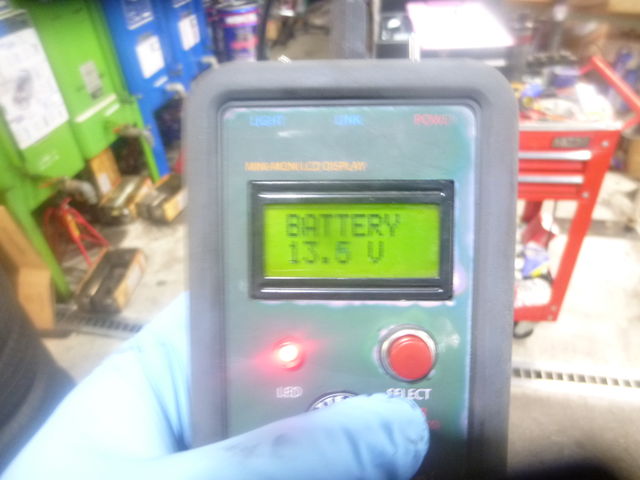 LIGHT LINK POWER
MINI-MONI LCD DISPLAY
BATTERY
13.5 V
LED SELECT